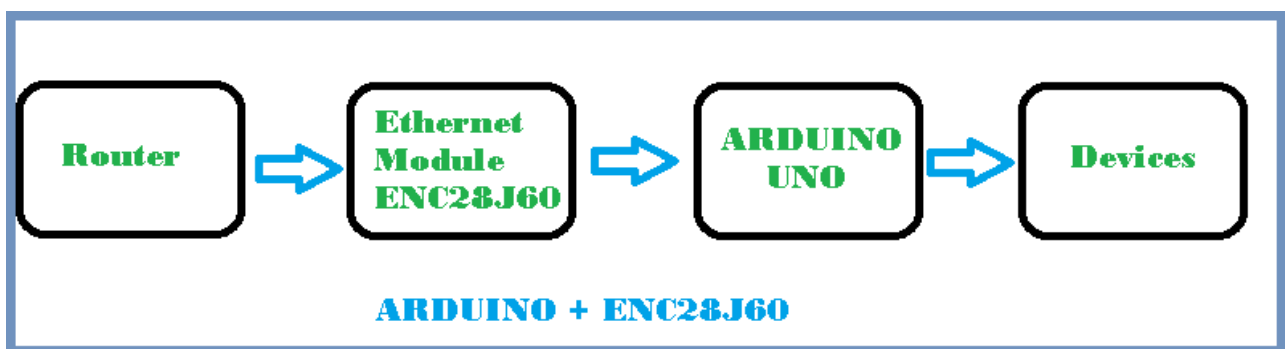 Router
Ethernet
Module
ENC28J60
ARDUINO
UNO
Devices
ARDUINO + ENC28J60